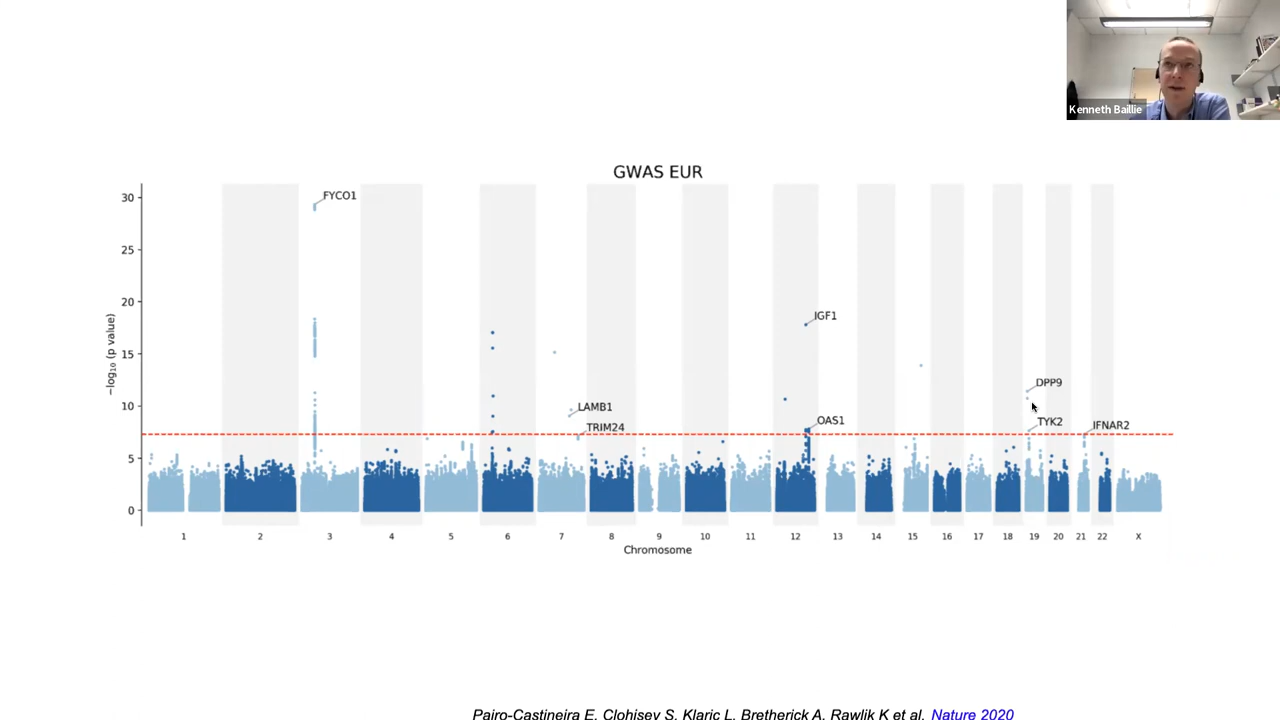 Kenneth Baillie
GWAS EUR
30
25
20
15
10
5
0
−log10 (p value)
FYCO1
IGF1
DPP9
LAMB1
TRIM24
OAS1
TYK2
IFNAR2
1 2 3 4 5 6 7 8 9 10 11 12 13 14 15 16 17 18 19 20 21 22 X
Chromosome
Pairo-Castineira E, Clohisey S, Klaric L, Bretherick A, Rawlik K et al. Nature 2020